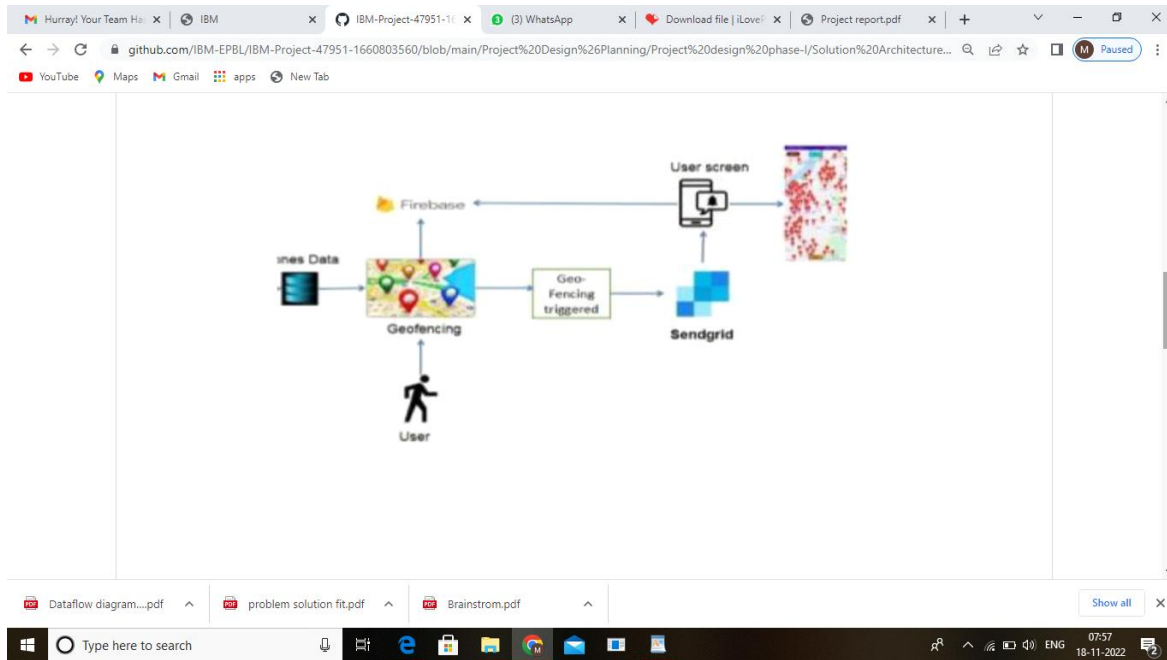 Hurray! Your Team Ha
IBM
IBM-Project-47951-16
(3) WhatsApp
Download file | iLoveP
Project report.pdf
github.com/IBM-EPBL/IBM-Project-47951-1660803560/blob/main/Project%20Design%26Planning/Project%20design%20phase-I/Solution%20Architecture...
M
Paused
YouTube
Maps
Gmail
apps
New Tab
User screen
Firebase
ones Data
Geofencing
Geo-
Fencing
triggered
Sendgrid
User
Dataflow diagram....pdf
problem solution fit.pdf
Brainstrom.pdf
Show all
Type here to search
ENG
07:57
18-11-2022
2